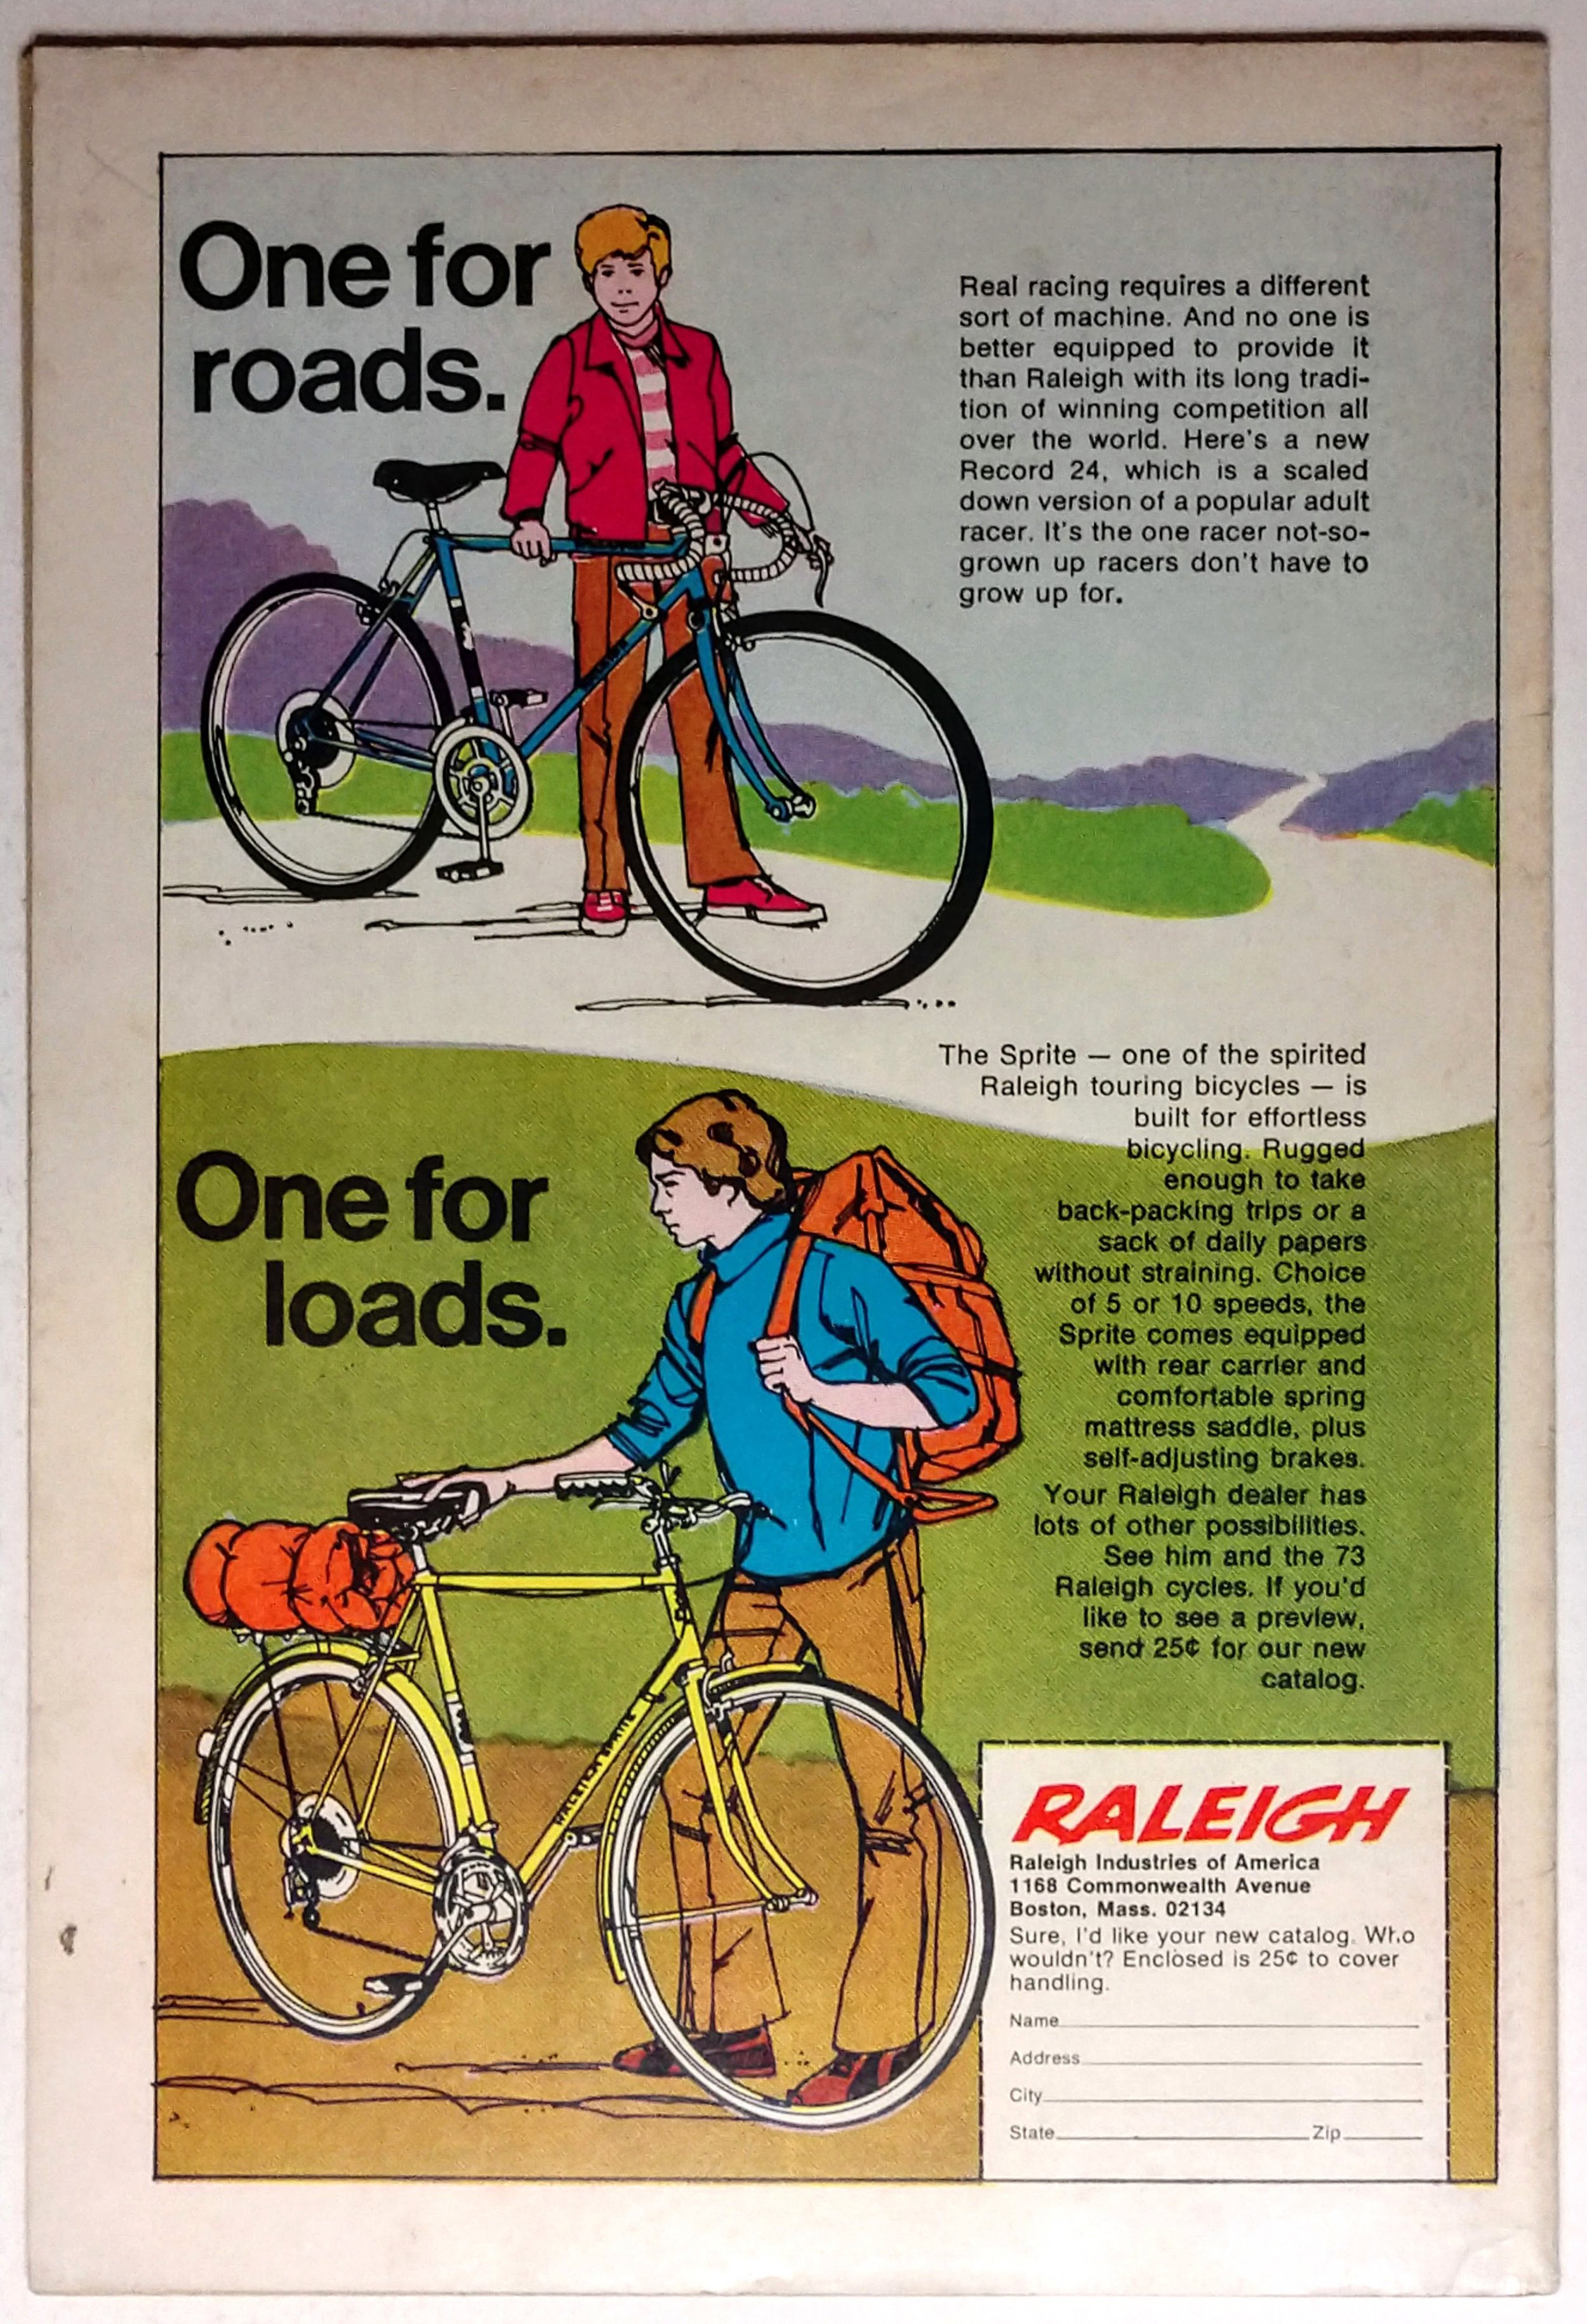 One for
roads.
Real racing requires a different
sort of machine. And no one is
better equipped to provide it
than Raleigh with its long tradi-
tion of winning competition all
over the world. Here's a new
Record 24, which is a scaled
down version of a popular adult
racer. It's the one racer not-so-
grown up racers don't have to
grow up for.
The Sprite — one of the spirited
Raleigh touring bicycles — is
built for effortless
bicycling. Rugged
enough to take
back-packing trips or a
sack of daily papers
without straining. Choice
of 5 or 10 speeds, the
Sprite comes equipped
with rear carrier and
comfortable spring
mattress saddle, plus
self-adjusting brakes.
Your Raleigh dealer has
lots of other possibilities.
See him and the 73
Raleigh cycles. If you'd
like to see a preview,
send 25¢ for our new
catalog.
One for
loads.
RALEIGH SPRITE
RALEIGH
Raleigh Industries of America
1168 Commonwealth Avenue
Boston, Mass. 02134
Sure, I'd like your new catalog. Who
wouldn't? Enclosed is 25¢ to cover
handling.
Name
Address
City
State Zip